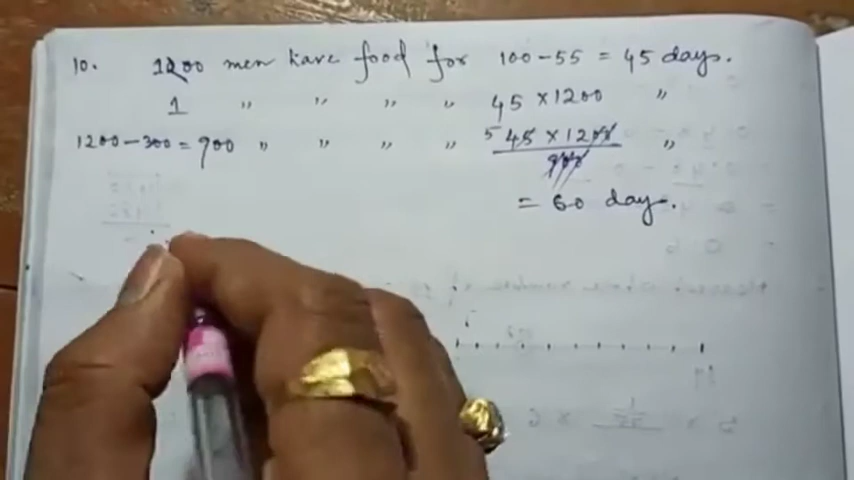 10. 1200 men have food for 100-55 = 45 days.
1 " " " " 45 × 1200 "
1200-300 = 900 " " " " 5 45 × 1200 / 900 "
= 60 days.